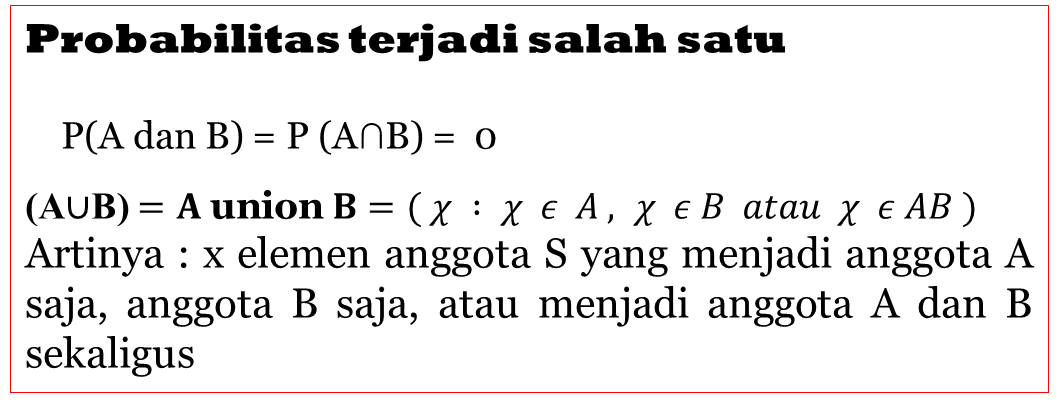 Probabilitas terjadi salah satu
P(A dan B) = P (A∩B) = 0
(A∪B) = A union B = ( χ : χ ϵ A , χ ϵ B atau χ ϵ AB )
Artinya : x elemen anggota S yang menjadi anggota A
saja, anggota B saja, atau menjadi anggota A dan B
sekaligus